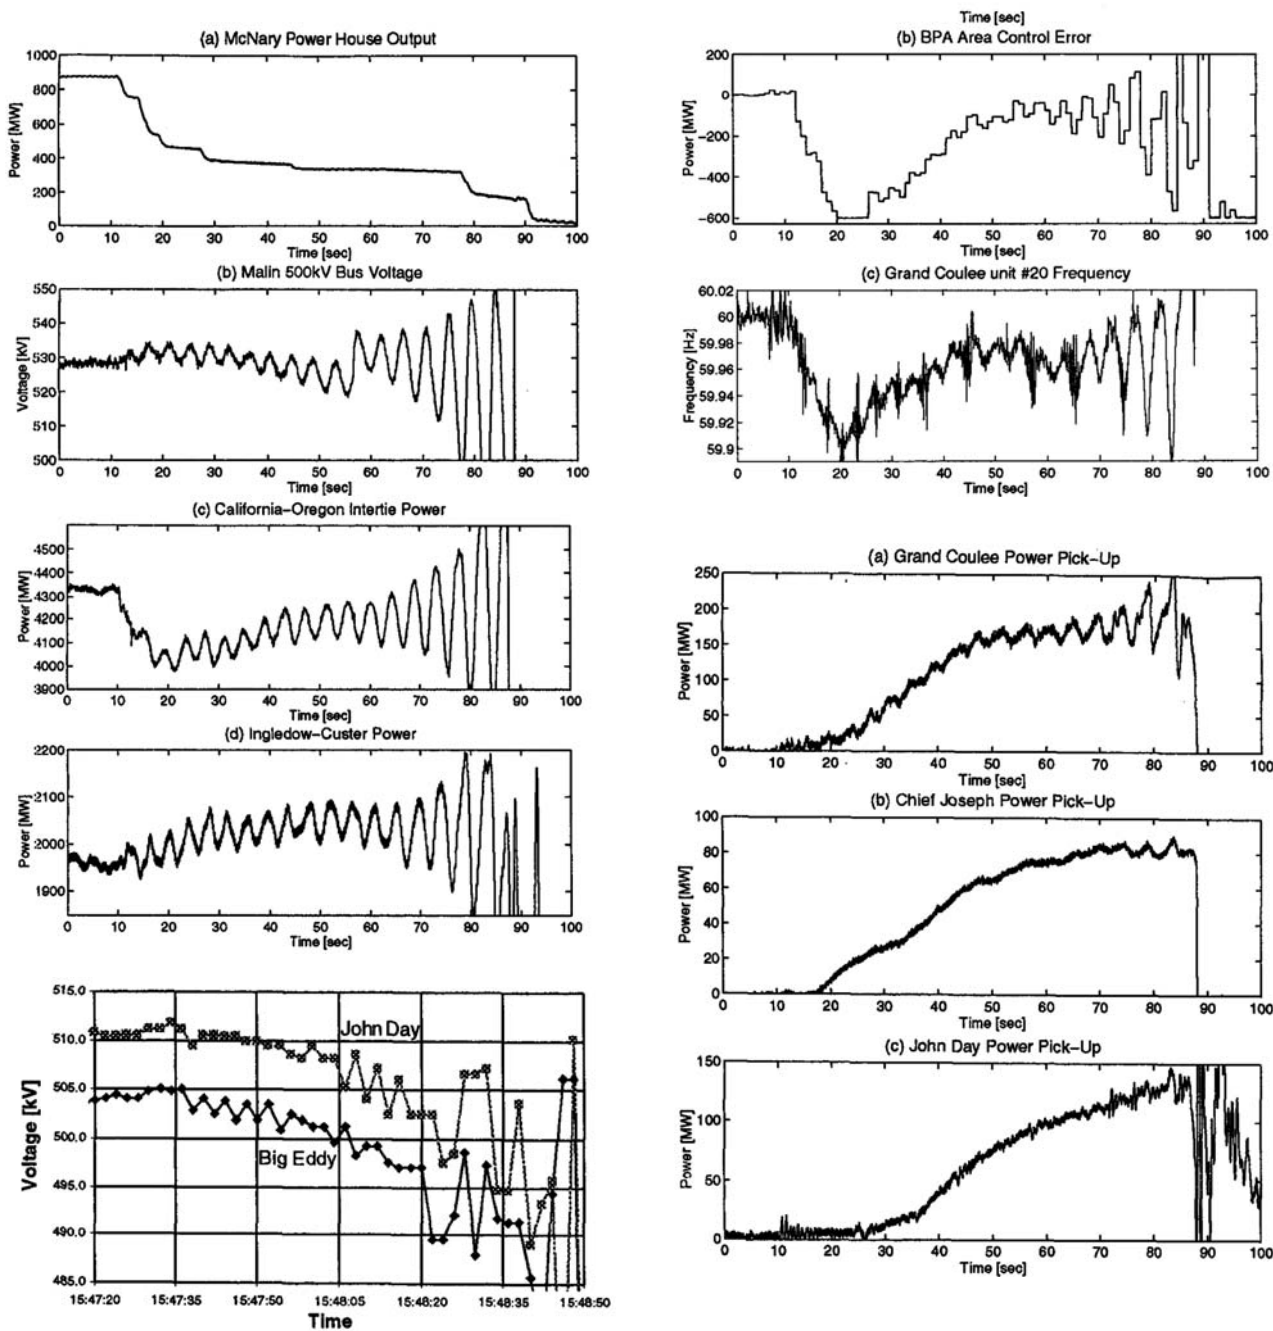 (a) McNary Power House Output
1000
800
600
400
200
0
Power [MW]
0 10 20 30 40 50 60 70 80 90 100
Time [sec]
(b) Malin 500kV Bus Voltage
550
540
530
520
510
500
Voltage [kV]
0 10 20 30 40 50 60 70 80 90 100
Time [sec]
(c) California-Oregon Intertie Power
4500
4400
4300
4200
4100
4000
3900
Power [MW]
0 10 20 30 40 50 60 70 80 90 100
Time [sec]
(d) Ingledow-Custer Power
2200
2100
2000
1900
Power [MW]
0 10 20 30 40 50 60 70 80 90 100
Time [sec]
515.0
510.0
505.0
500.0
495.0
490.0
485.0
Voltage [kV]
John Day
Big Eddy
15:47:20 15:47:35 15:47:50 15:48:05 15:48:20 15:48:35 15:48:50
Time
Time [sec]
(b) BPA Area Control Error
200
0
-200
-400
-600
Power [MW]
0 10 20 30 40 50 60 70 80 90 100
Time [sec]
(c) Grand Coulee unit #20 Frequency
60.02
60
59.98
59.96
59.94
59.92
59.9
Frequency [Hz]
0 10 20 30 40 50 60 70 80 90 100
Time [sec]
(a) Grand Coulee Power Pick-Up
250
200
150
100
50
0
Power [MW]
0 10 20 30 40 50 60 70 80 90 100
Time [sec]
(b) Chief Joseph Power Pick-Up
100
80
60
40
20
0
Power [MW]
0 10 20 30 40 50 60 70 80 90 100
Time [sec]
(c) John Day Power Pick-Up
150
100
50
0
Power [MW]
0 10 20 30 40 50 60 70 80 90 100
Time [sec]